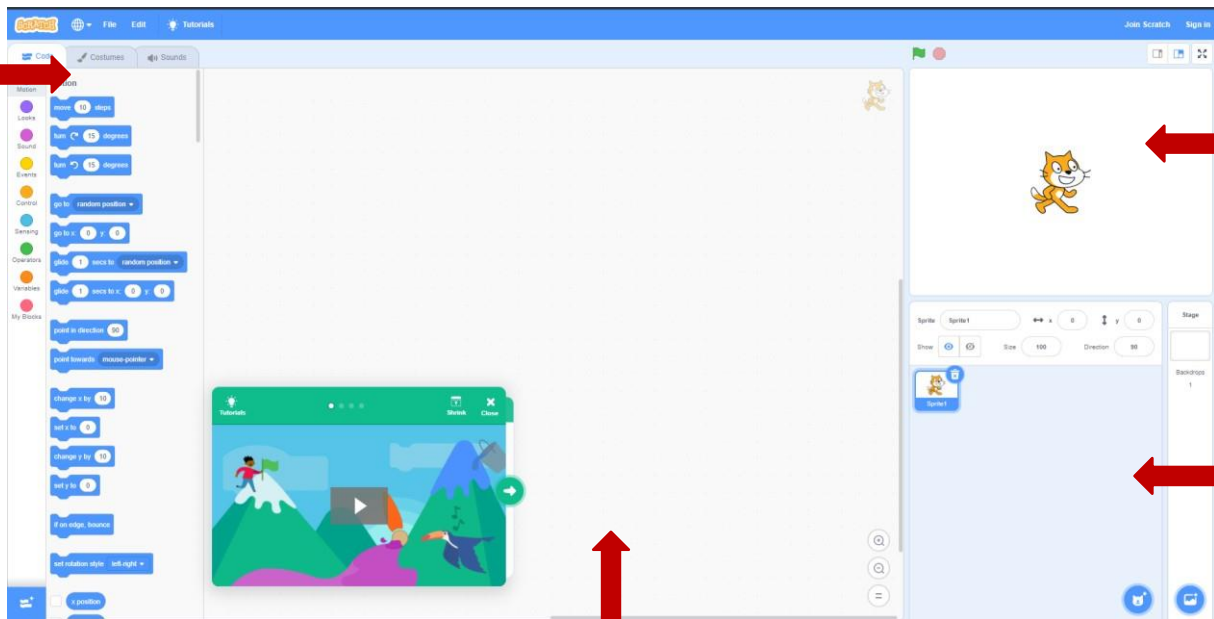 SCRATCH File Edit Tutorials Join Scratch Sign in
Code Costumes Sounds
Motion
Looks
Sound
Events
Control
Sensing
Operators
Variables
My Blocks
move 10 steps
turn 15 degrees
turn 15 degrees
go to random position
go to x: 0 y: 0
glide 1 secs to random position
glide 1 secs to x: 0 y: 0
point in direction 90
point towards mouse-pointer
change x by 10
set x to 0
change y by 10
set y to 0
if on edge, bounce
set rotation style left-right
x position
Tutorials Shrink Close
Sprite Sprite1 x 0 y 0
Show Size 100 Direction 90
Sprite1
Stage
Backdrops
1